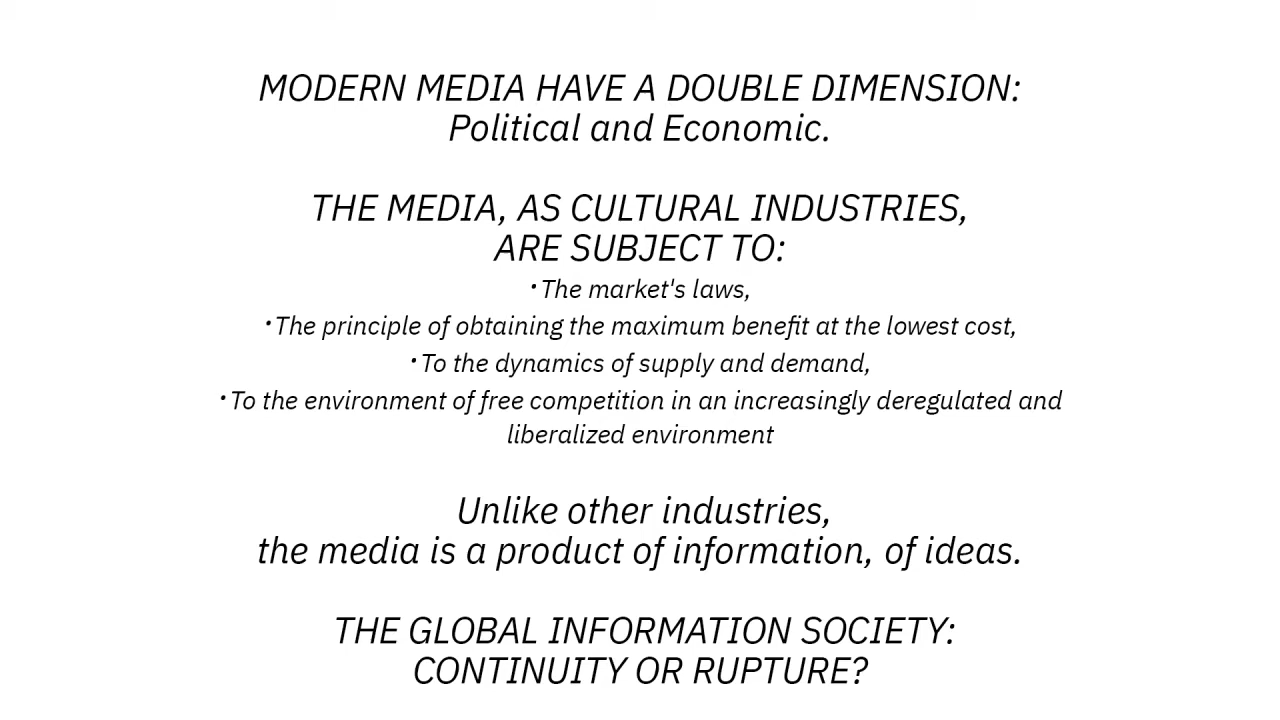 MODERN MEDIA HAVE A DOUBLE DIMENSION:
Political and Economic.
THE MEDIA, AS CULTURAL INDUSTRIES,
ARE SUBJECT TO:
•The market's laws,
•The principle of obtaining the maximum benefit at the lowest cost,
•To the dynamics of supply and demand,
•To the environment of free competition in an increasingly deregulated and
liberalized environment
Unlike other industries,
the media is a product of information, of ideas.
THE GLOBAL INFORMATION SOCIETY:
CONTINUITY OR RUPTURE?